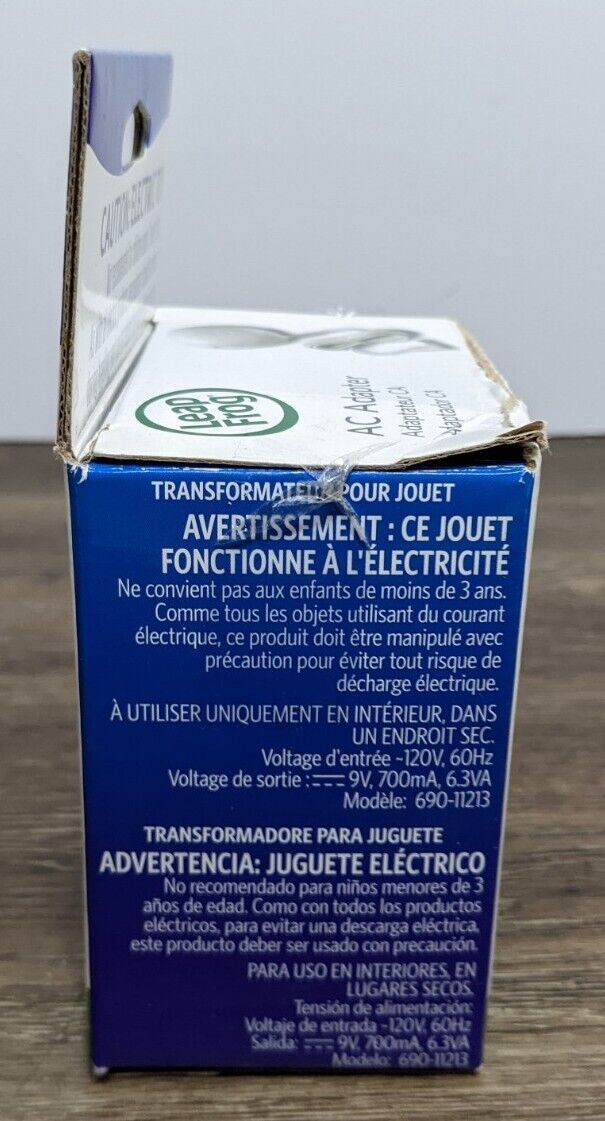 CAUTION: ELECTRIC
Leap
Frog
AC Adapter
Adaptateur CA
Adaptador CA
POUR JOUET
AVERTISSEMENT : CE JOUET
FONCTIONNE À L'ÉLECTRICITÉ
Ne convient pas aux enfants de moins de 3 ans.
Comme tous les objets utilisant du courant
électrique, ce produit doit être manipulé avec
précaution pour éviter tout risque de
décharge électrique.
À UTILISER UNIQUEMENT EN INTÉRIEUR, DANS
UN ENDROIT SEC.
Voltage d'entrée ~120V, 60Hz
Voltage de sortie : ⎓ 9V, 700mA, 6.3VA
Modèle: 690-11213
TRANSFORMADORE PARA JUGUETE
ADVERTENCIA: JUGUETE ELÉCTRICO
No recomendado para niños menores de 3
años de edad. Como con todos los productos
eléctricos, para evitar una descarga eléctrica,
este producto deber ser usado con precaución.
PARA USO EN INTERIORES, EN
LUGARES SECOS.
Tensión de alimentación:
Voltaje de entrada ~120V, 60Hz
Salida: ⎓ 9V, 700mA, 6.3VA
Modelo: 690-11213